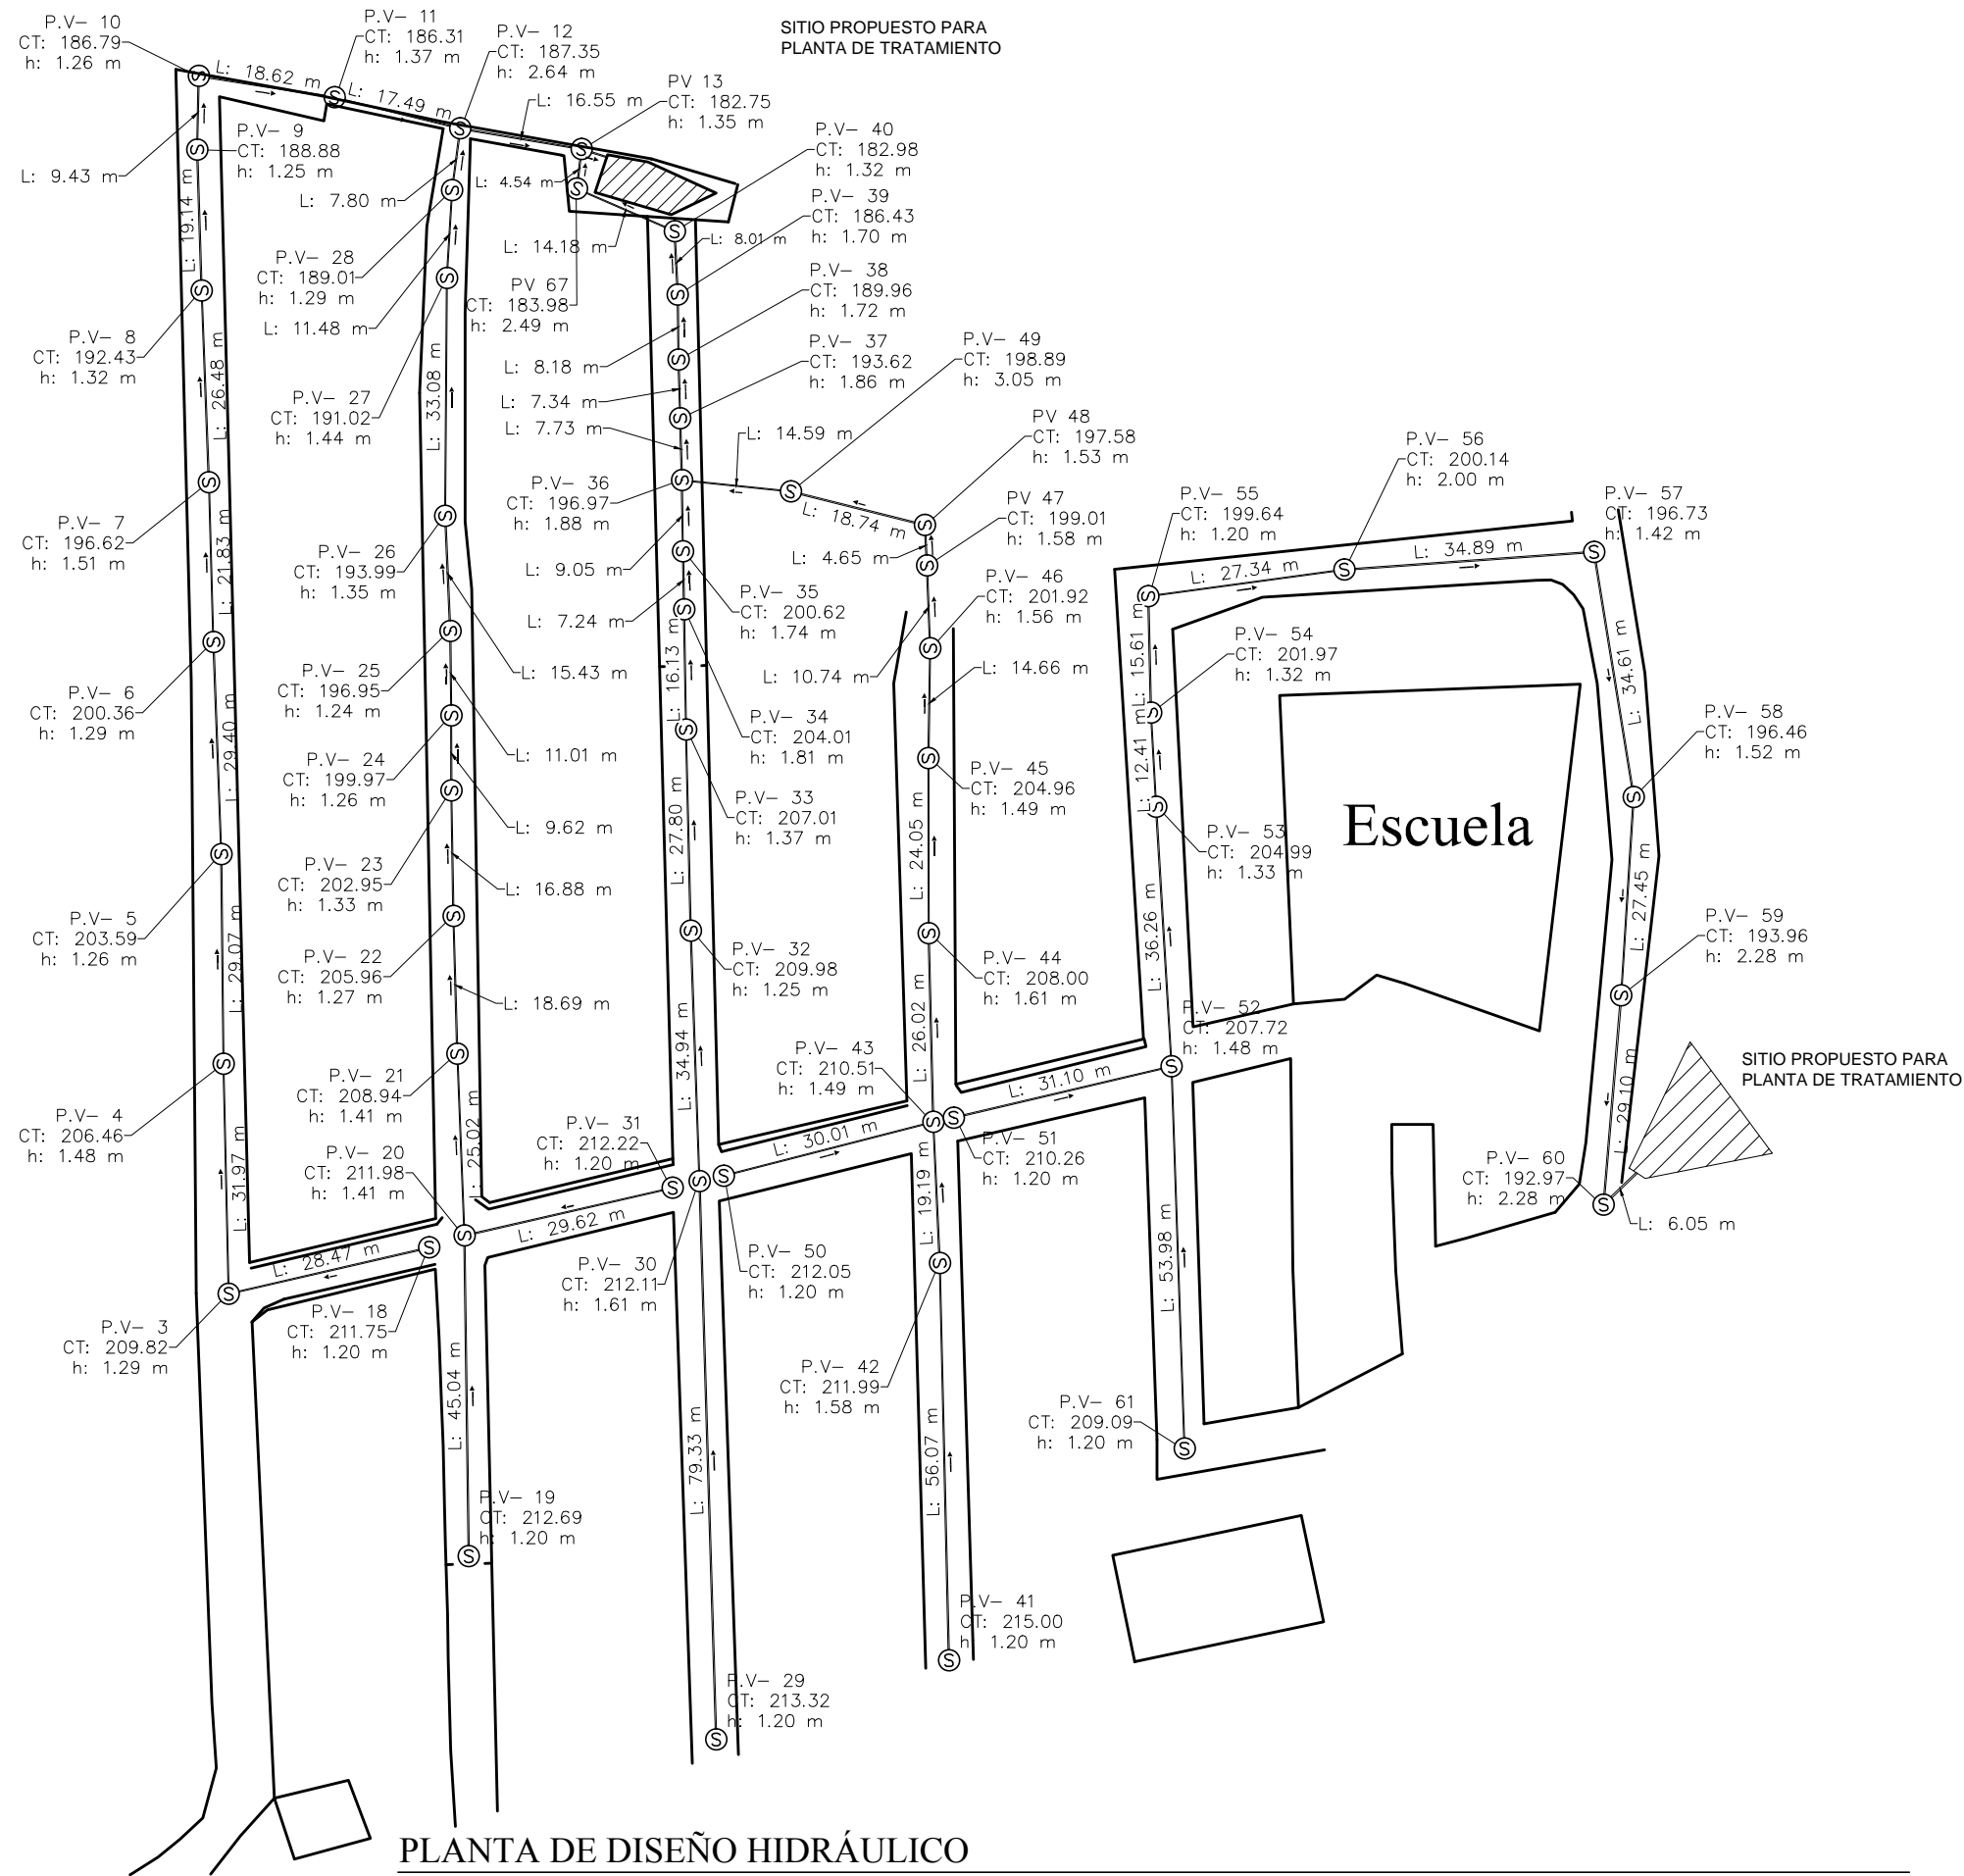 P.V– 10
CT: 186.79
h: 1.26 m
L: 18.62 m
P.V– 11
CT: 186.31
h: 1.37 m
L: 17.49 m
P.V– 12
CT: 187.35
h: 2.64 m
L: 16.55 m
SITIO PROPUESTO PARA
PLANTA DE TRATAMIENTO
PV 13
CT: 182.75
h: 1.35 m
P.V– 40
CT: 182.98
h: 1.32 m
P.V– 9
CT: 188.88
h: 1.25 m
L: 9.43 m
L: 19.14 m
L: 7.80 m
L: 4.54 m
P.V– 39
CT: 186.43
h: 1.70 m
L: 8.01 m
L: 14.18 m
P.V– 28
CT: 189.01
h: 1.29 m
L: 11.48 m
PV 67
CT: 183.98
h: 2.49 m
P.V– 38
CT: 189.96
h: 1.72 m
P.V– 8
CT: 192.43
h: 1.32 m
L: 26.48 m
L: 33.08 m
L: 8.18 m
P.V– 37
CT: 193.62
h: 1.86 m
P.V– 49
CT: 198.89
h: 3.05 m
P.V– 27
CT: 191.02
h: 1.44 m
L: 7.34 m
L: 7.73 m
L: 14.59 m
PV 48
CT: 197.58
h: 1.53 m
P.V– 56
CT: 200.14
h: 2.00 m
P.V– 36
CT: 196.97
h: 1.88 m
L: 18.74 m
PV 47
CT: 199.01
h: 1.58 m
P.V– 55
CT: 199.64
h: 1.20 m
P.V– 57
CT: 196.73
h: 1.42 m
P.V– 7
CT: 196.62
h: 1.51 m
L: 21.83 m
P.V– 26
CT: 193.99
h: 1.35 m
L: 9.05 m
L: 4.65 m
L: 27.34 m
L: 34.89 m
L: 7.24 m
P.V– 35
CT: 200.62
h: 1.74 m
P.V– 46
CT: 201.92
h: 1.56 m
L: 15.61 m
P.V– 54
CT: 201.97
h: 1.32 m
L: 34.61 m
P.V– 6
CT: 200.36
h: 1.29 m
P.V– 25
CT: 196.95
h: 1.24 m
L: 15.43 m
L: 16.13 m
L: 10.74 m
L: 14.66 m
L: 29.40 m
P.V– 34
CT: 204.01
h: 1.81 m
L: 12.41 m
P.V– 58
CT: 196.46
h: 1.52 m
P.V– 24
CT: 199.97
h: 1.26 m
L: 11.01 m
P.V– 33
CT: 207.01
h: 1.37 m
P.V– 45
CT: 204.96
h: 1.49 m
L: 9.62 m
L: 27.80 m
L: 24.05 m
P.V– 53
CT: 204.99
h: 1.33 m
Escuela
P.V– 23
CT: 202.95
h: 1.33 m
L: 16.88 m
L: 27.45 m
P.V– 5
CT: 203.59
h: 1.26 m
L: 29.07 m
P.V– 22
CT: 205.96
h: 1.27 m
L: 18.69 m
P.V– 32
CT: 209.98
h: 1.25 m
P.V– 44
CT: 208.00
h: 1.61 m
L: 36.26 m
P.V– 59
CT: 193.96
h: 2.28 m
L: 34.94 m
L: 26.02 m
P.V– 52
CT: 207.72
h: 1.48 m
SITIO PROPUESTO PARA
PLANTA DE TRATAMIENTO
P.V– 43
CT: 210.51
h: 1.49 m
L: 31.10 m
L: 29.10 m
P.V– 21
CT: 208.94
h: 1.41 m
P.V– 4
CT: 206.46
h: 1.48 m
L: 31.97 m
P.V– 20
CT: 211.98
h: 1.41 m
L: 25.02 m
P.V– 31
CT: 212.22
h: 1.20 m
L: 30.01 m
P.V– 51
CT: 210.26
h: 1.20 m
P.V– 60
CT: 192.97
h: 2.28 m
L: 6.05 m
L: 28.47 m
L: 29.62 m
L: 19.19 m
P.V– 30
CT: 212.11
h: 1.61 m
P.V– 50
CT: 212.05
h: 1.20 m
L: 53.98 m
P.V– 3
CT: 209.82
h: 1.29 m
P.V– 18
CT: 211.75
h: 1.20 m
P.V– 42
CT: 211.99
h: 1.58 m
L: 45.04 m
L: 79.33 m
L: 56.07 m
P.V– 61
CT: 209.09
h: 1.20 m
P.V– 19
CT: 212.69
h: 1.20 m
P.V– 41
CT: 215.00
h: 1.20 m
P.V– 29
CT: 213.32
h: 1.20 m
PLANTA DE DISEÑO HIDRÁULICO